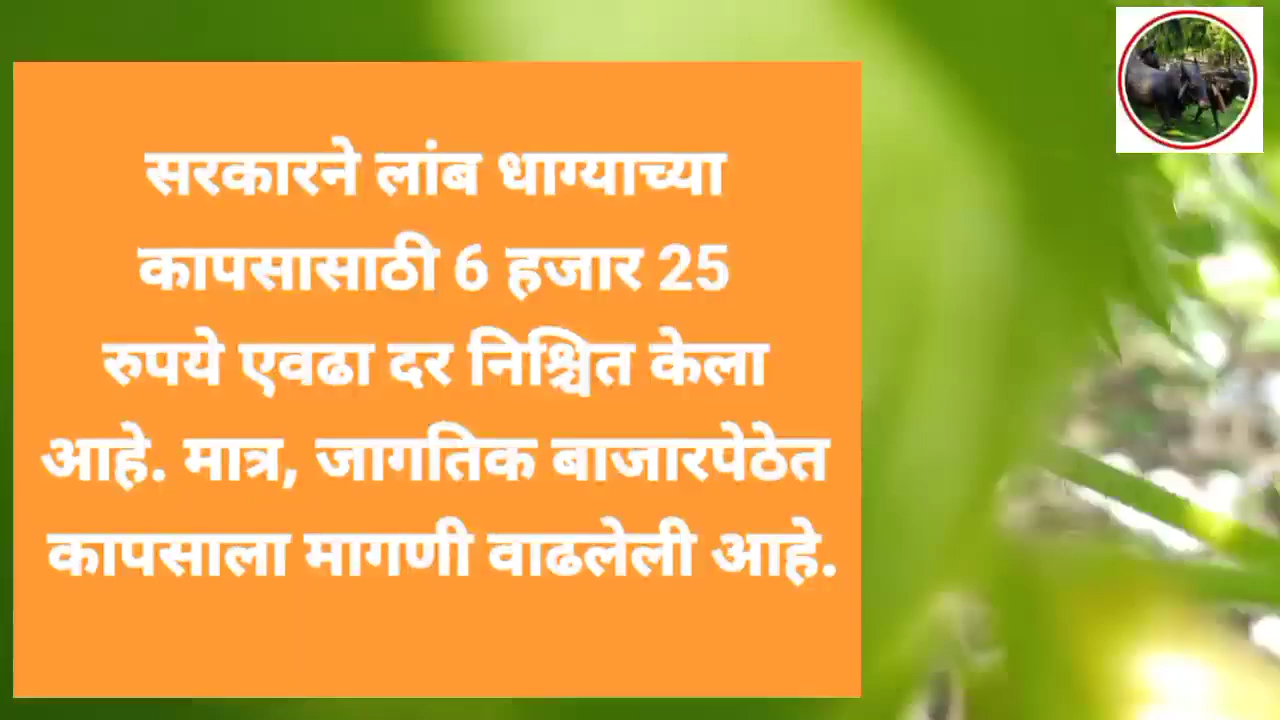 सरकारने लांब धाग्याच्या
कापसासाठी 6 हजार 25
रुपये एवढा दर निश्चित केला
आहे. मात्र, जागतिक बाजारपेठेत
कापसाला मागणी वाढलेली आहे.